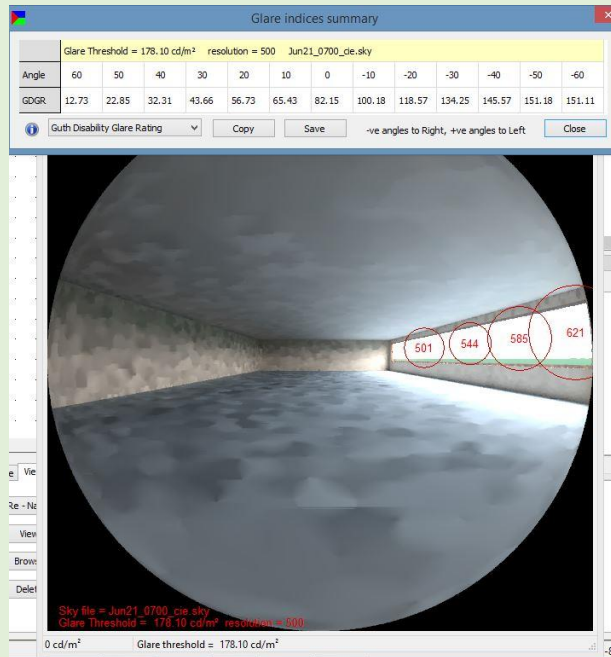 Glare indices summary
Glare Threshold = 178.10 cd/m² resolution = 500 Jun21_0700_cie.sky
Angle 60 50 40 30 20 10 0 -10 -20 -30 -40 -50 -60
GDGR 12.73 22.85 32.31 43.66 56.73 65.43 82.15 100.18 118.57 134.25 145.57 151.18 151.11
Guth Disability Glare Rating Copy Save -ve angles to Right, +ve angles to Left Close
501 544 585 621
e Vie
Re - Na
View
Brows
Delet
Sky file = Jun21_0700_cie.sky
Glare Threshold = 178.10 cd/m² resolution = 500
0 cd/m² Glare threshold = 178.10 cd/m²